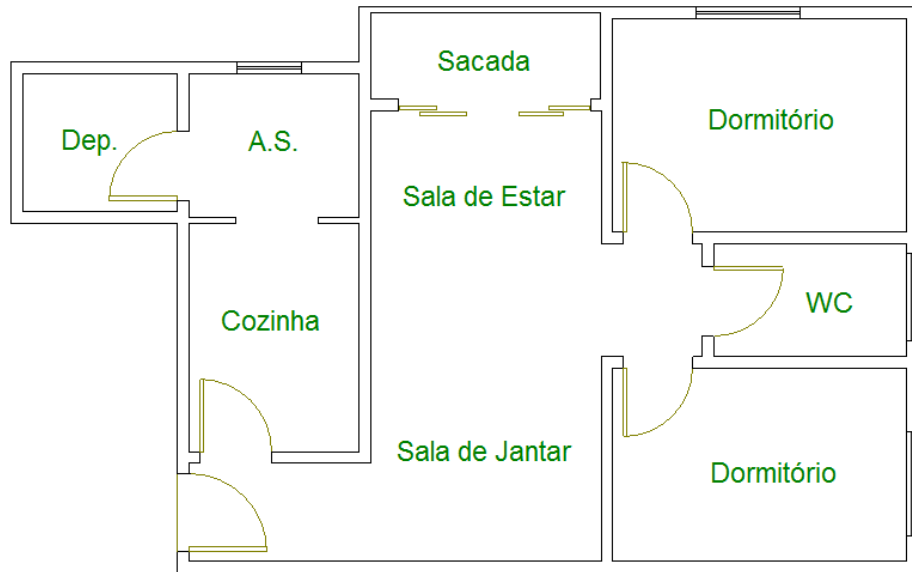 Sacada
Dep.
A.S.
Dormitório
Sala de Estar
Cozinha
WC
Sala de Jantar
Dormitório